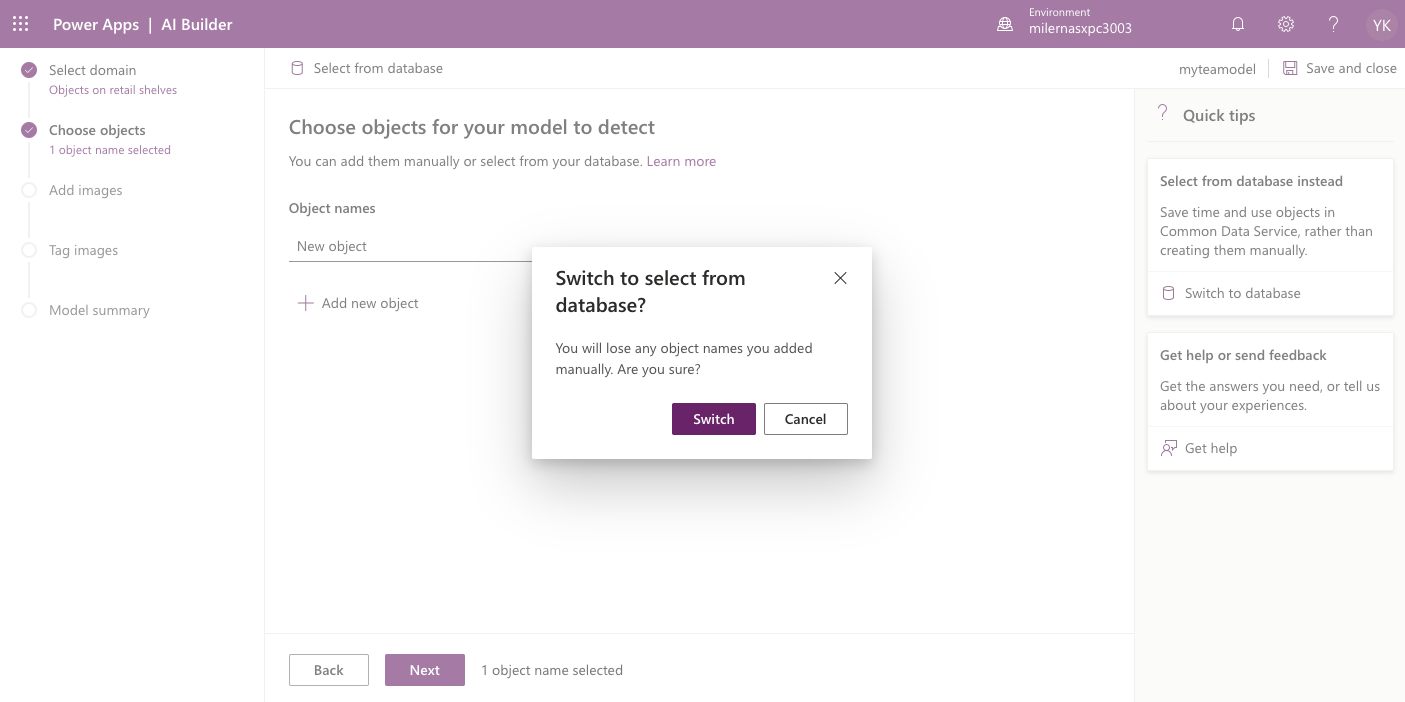 Power Apps | AI Builder
Environment
milernasxpc3003
YK
Select domain
Objects on retail shelves
Choose objects
1 object name selected
Add images
Tag images
Model summary
Select from database
myteamodel
Save and close
Choose objects for your model to detect
You can add them manually or select from your database. Learn more
Object names
New object
Add new object
Switch to select from
database?
You will lose any object names you added
manually. Are you sure?
Switch
Cancel
Back
Next
1 object name selected
Quick tips
Select from database instead
Save time and use objects in
Common Data Service, rather than
creating them manually.
Switch to database
Get help or send feedback
Get the answers you need, or tell us
about your experiences.
Get help